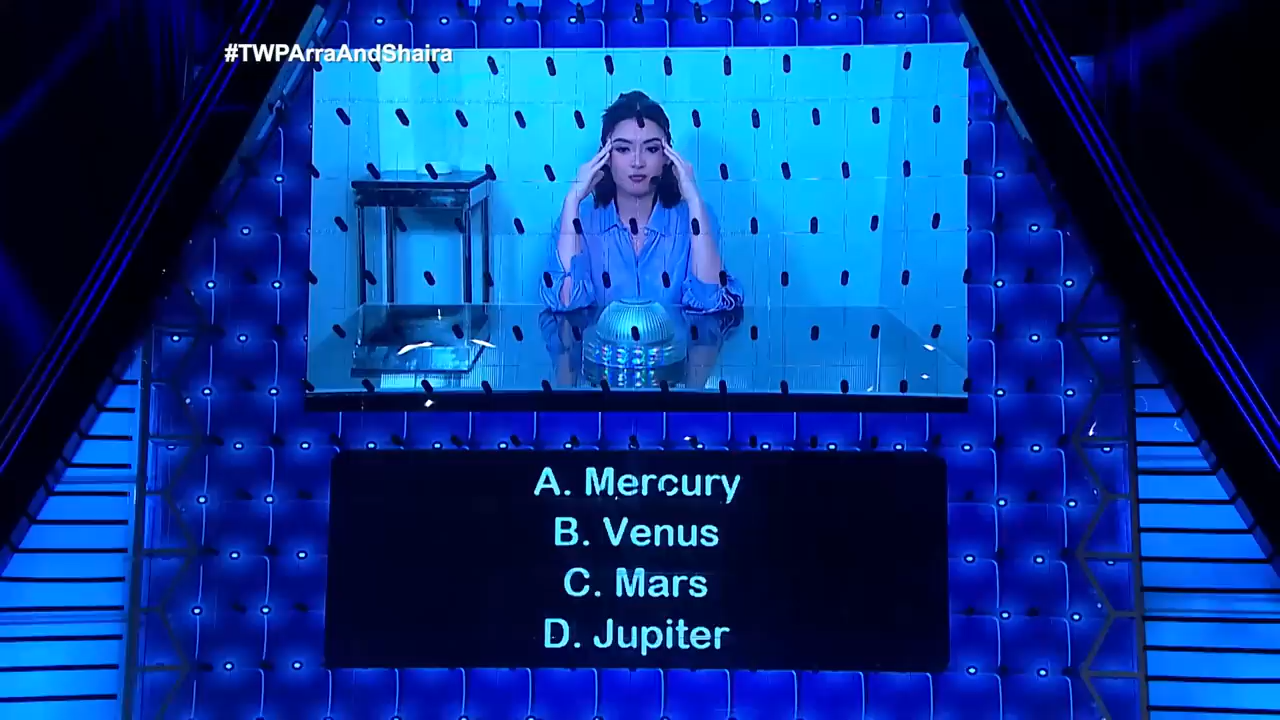 #TWPArraAndShaira
A. Mercury
B. Venus
C. Mars
D. Jupiter